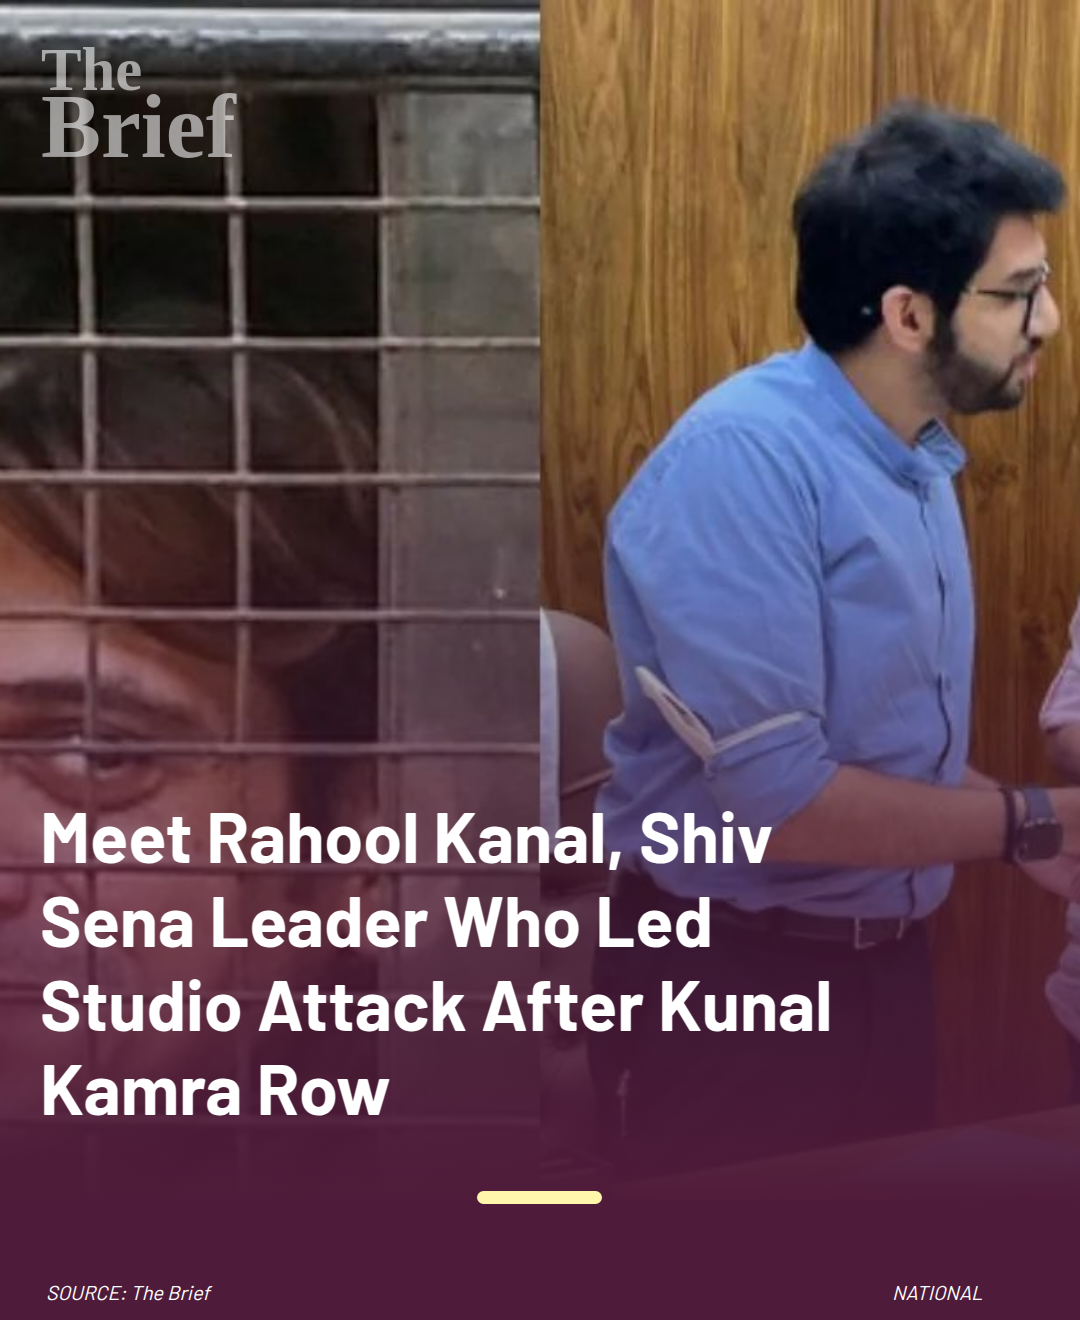 The
Brief
Meet Rahool Kanal, Shiv
Sena Leader Who Led
Studio Attack After Kunal
Kamra Row
SOURCE: The Brief
NATIONAL